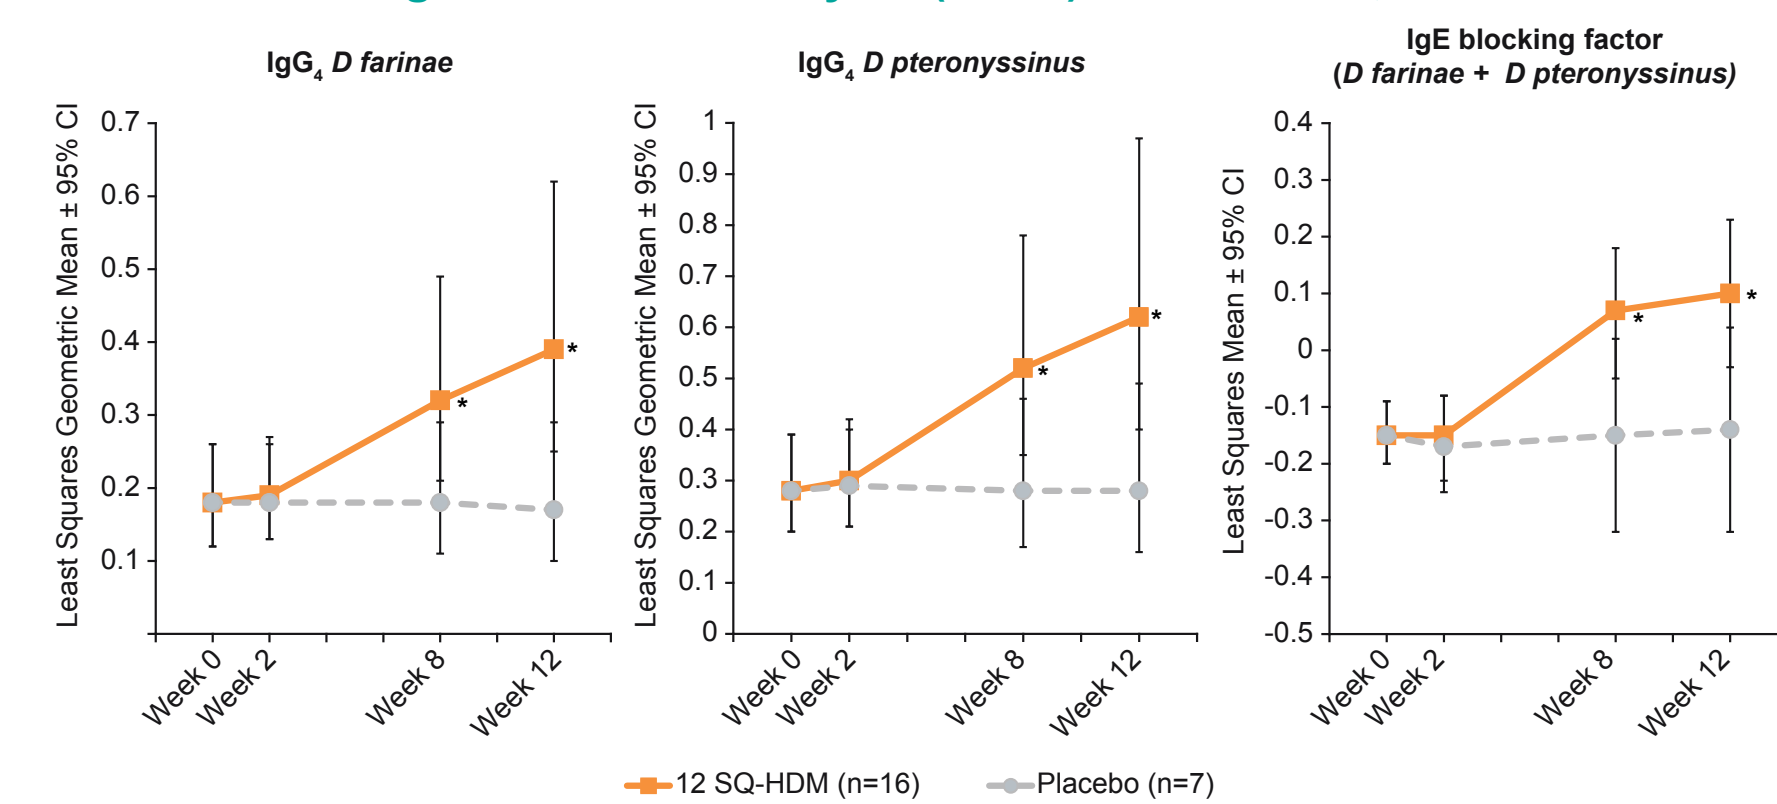 IgG4 D farinae
Least Squares Geometric Mean ± 95% CI
0.7
0.6
0.5
0.4
0.3
0.2
0.1
*
*
Week 0
Week 2
Week 8
Week 12
IgG4 D pteronyssinus
Least Squares Geometric Mean ± 95% CI
1
0.9
0.8
0.7
0.6
0.5
0.4
0.3
0.2
0.1
0
*
*
Week 0
Week 2
Week 8
Week 12
IgE blocking factor
(D farinae + D pteronyssinus)
Least Squares Mean ± 95% CI
0.4
0.3
0.2
0.1
0
-0.1
-0.2
-0.3
-0.4
-0.5
*
*
Week 0
Week 2
Week 8
Week 12
12 SQ-HDM (n=16)
Placebo (n=7)